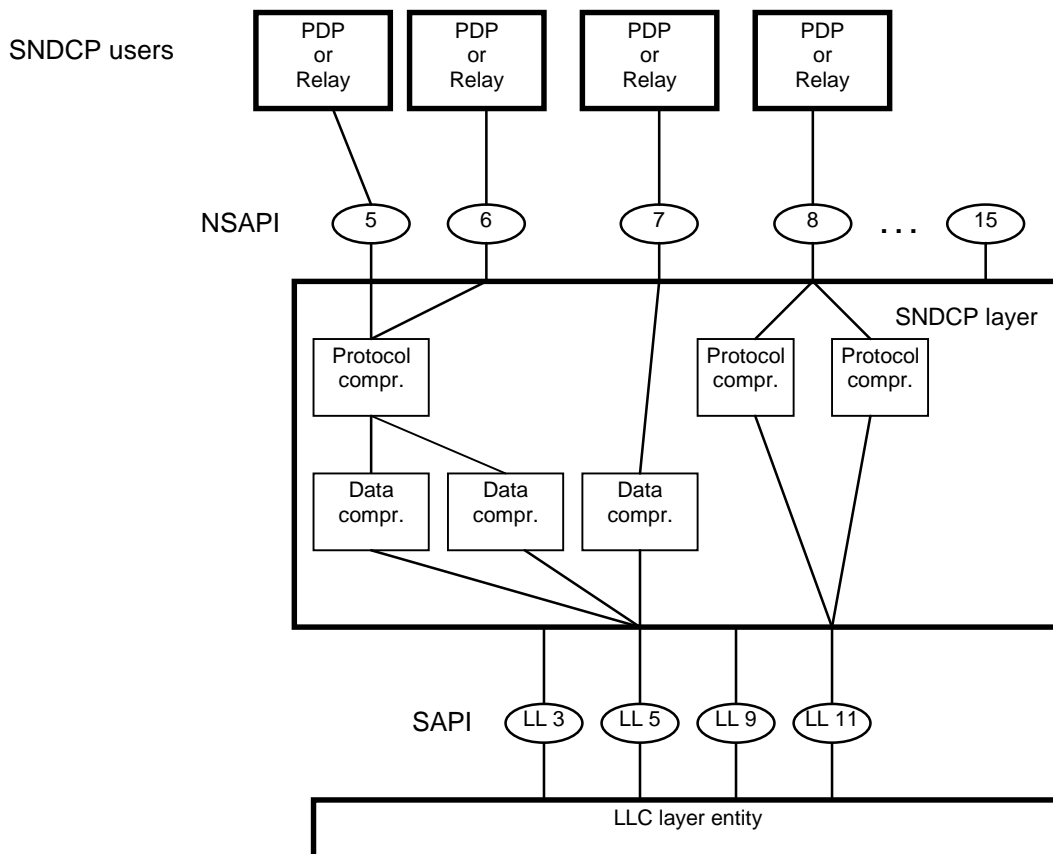 SNDCP users
PDP
or
Relay
PDP
or
Relay
PDP
or
Relay
PDP
or
Relay
NSAPI
5
6
7
8
...
15
SNDCP layer
Protocol
compr.
Protocol
compr.
Protocol
compr.
Data
compr.
Data
compr.
Data
compr.
SAPI
LL 3
LL 5
LL 9
LL 11
LLC layer entity